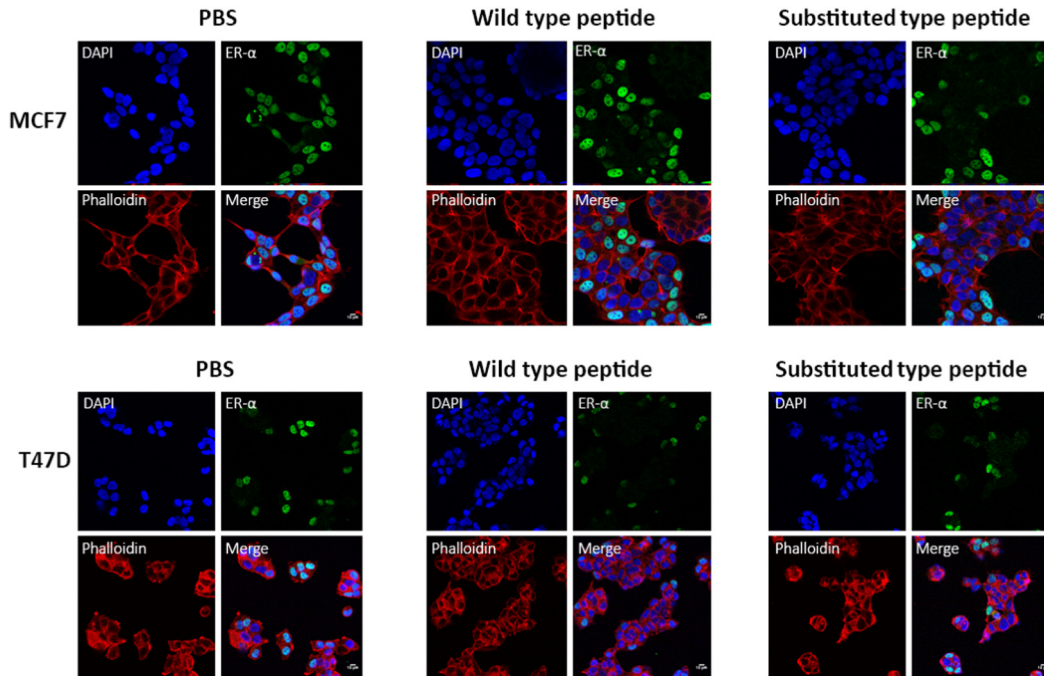 PBS Wild type peptide Substituted type peptide
DAPI ER-α DAPI ER-α DAPI ER-α
MCF7
Phalloidin Merge Phalloidin Merge Phalloidin Merge
PBS Wild type peptide Substituted type peptide
DAPI ER-α DAPI ER-α DAPI ER-α
T47D
Phalloidin Merge Phalloidin Merge Phalloidin Merge